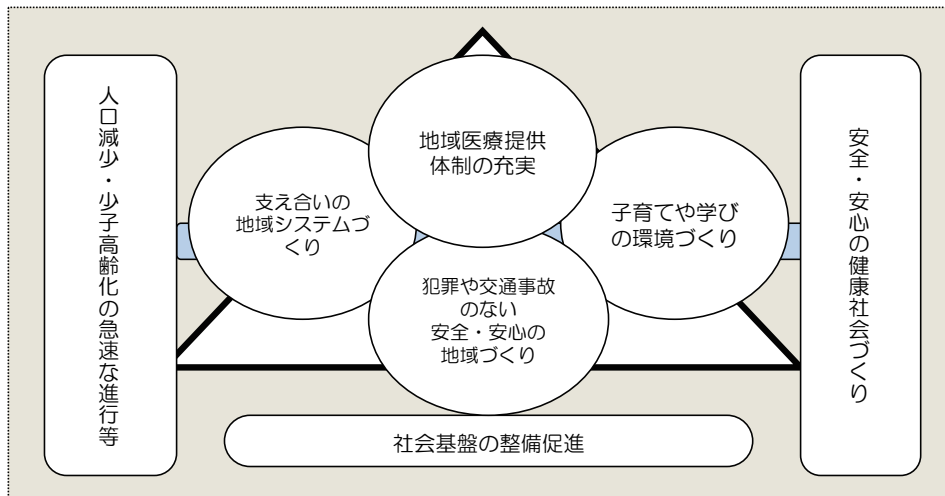 人口減少・少子高齢化の急速な進行等
地域医療提供
体制の充実
支え合いの
地域システムづ
くり
子育てや学び
の環境づくり
犯罪や交通事故
のない
安全・安心の
地域づくり
安全・安心の健康社会づくり
社会基盤の整備促進